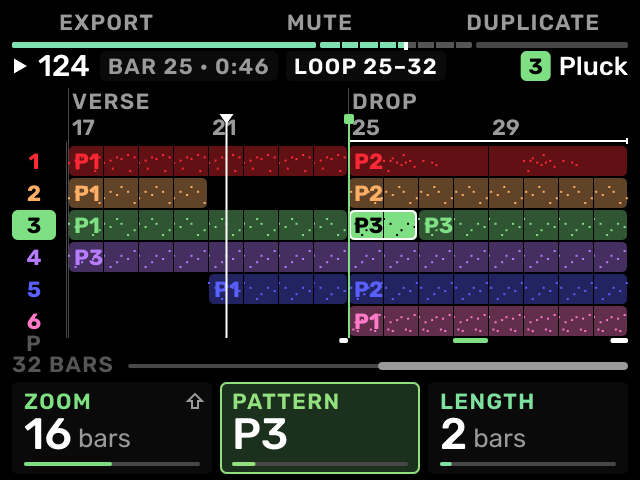 EXPORT MUTE DUPLICATE
124 BAR 25 • 0:46 LOOP 25–32 3 Pluck
VERSE DROP
17 21 25 29
1 P1 P2
2 P1 P2
3 P1 P3 P3
4 P3
5 P1 P2
6 P1
P
32 BARS
ZOOM PATTERN LENGTH
16 bars P3 2 bars